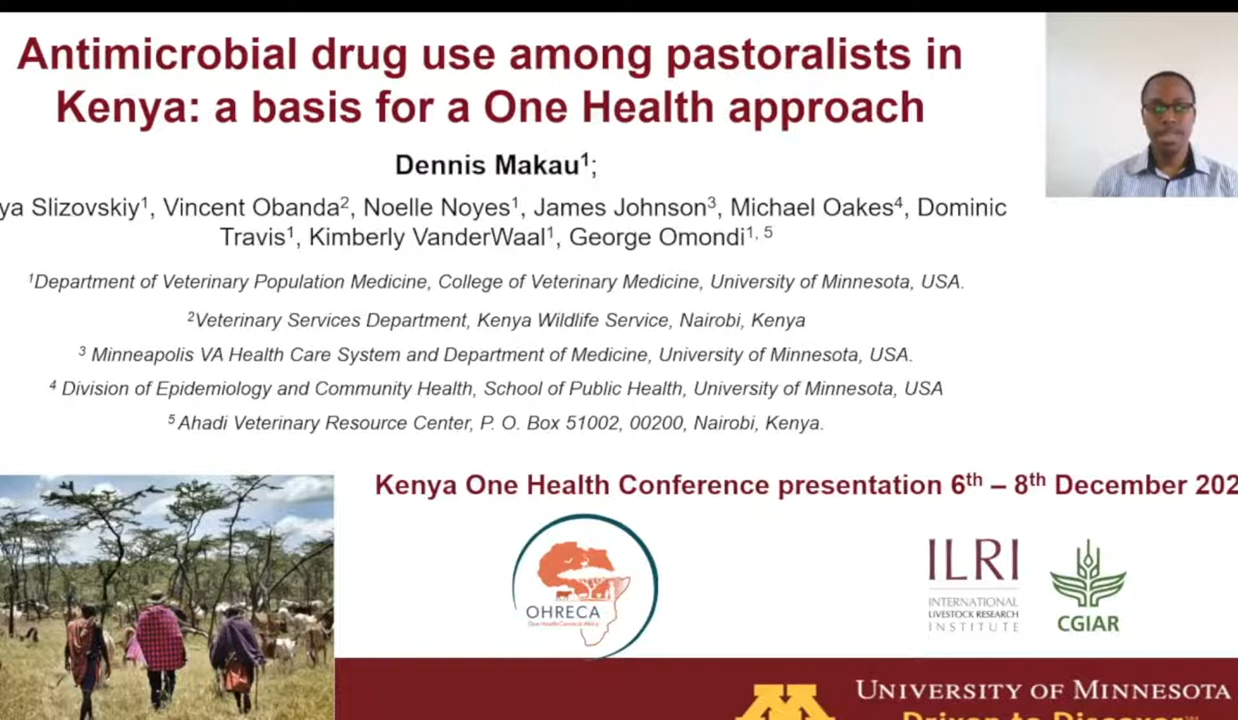 Antimicrobial drug use among pastoralists in
Kenya: a basis for a One Health approach
Dennis Makau¹;
ya Slizovskiy¹, Vincent Obanda², Noelle Noyes¹, James Johnson³, Michael Oakes⁴, Dominic
Travis¹, Kimberly VanderWaal¹, George Omondi¹, ⁵
¹Department of Veterinary Population Medicine, College of Veterinary Medicine, University of Minnesota, USA.
²Veterinary Services Department, Kenya Wildlife Service, Nairobi, Kenya
³ Minneapolis VA Health Care System and Department of Medicine, University of Minnesota, USA.
⁴ Division of Epidemiology and Community Health, School of Public Health, University of Minnesota, USA
⁵ Ahadi Veterinary Resource Center, P. O. Box 51002, 00200, Nairobi, Kenya.
Kenya One Health Conference presentation 6th – 8th December 202
OHRECA
ILRI
INTERNATIONAL
LIVESTOCK RESEARCH
INSTITUTE
CGIAR
UNIVERSITY OF MINNESOTA
Driven to Discover